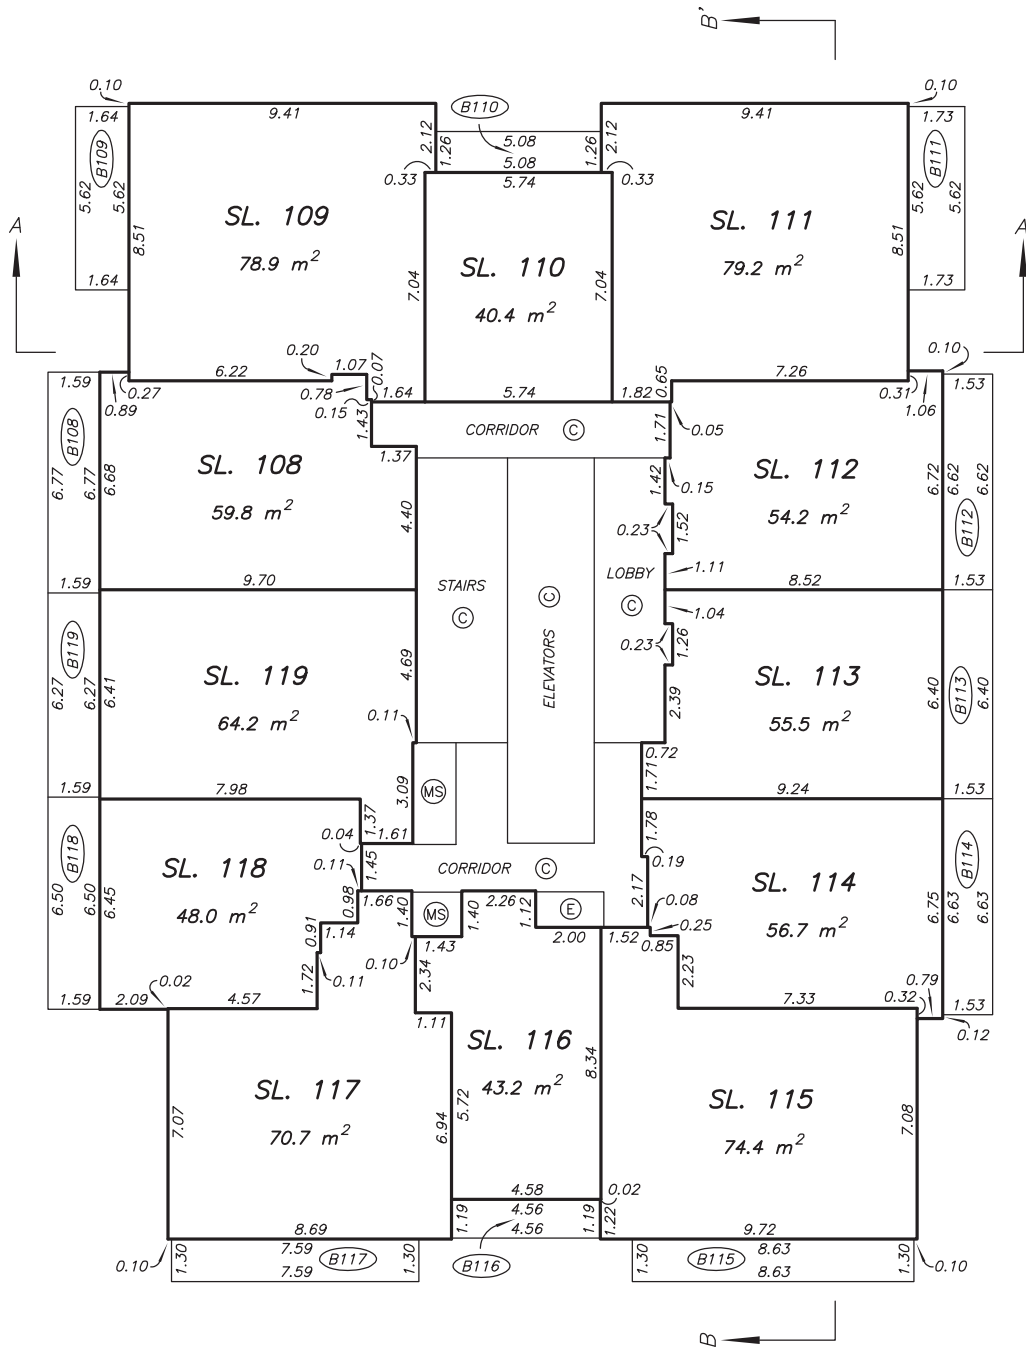 B'
0.10
0.10
1.64
9.41
B110
9.41
1.73
B109
2.12
1.26
5.08
5.08
1.26
2.12
B111
0.33
5.74
0.33
5.62
5.62
5.62
5.62
A
SL. 109
SL. 111
A
8.51
78.9 m2
SL. 110
79.2 m2
8.51
1.64
7.04
40.4 m2
7.04
1.73
0.20
1.07
0.07
0.10
1.59
6.22
0.78
1.64
5.74
1.82
0.65
7.26
0.31
1.53
0.27
0.89
0.15
1.43
CORRIDOR C
1.71
0.05
1.06
B108
1.37
SL. 108
1.42
0.15
SL. 112
6.77
6.77
6.68
59.8 m2
4.40
0.23
1.52
54.2 m2
6.72
6.62
6.62
B112
1.59
9.70
STAIRS
C
ELEVATORS
C
LOBBY
C
1.11
8.52
1.53
B119
1.04
0.23
1.26
SL. 119
4.69
SL. 113
6.27
6.27
6.41
64.2 m2
2.39
55.5 m2
6.40
B113
6.40
0.11
0.72
1.59
7.98
3.09
MS
1.71
9.24
1.53
B118
0.04
1.37
1.61
1.78
B114
SL. 118
0.11
1.45
CORRIDOR C
0.19
SL. 114
6.50
6.50
6.45
48.0 m2
0.98
1.66
1.40
MS
1.40
2.26
1.12
E
2.17
0.08
56.7 m2
6.75
6.63
6.63
0.91
1.14
1.43
2.00
1.52
0.25
0.85
0.10
1.72
0.11
2.34
2.23
0.79
1.59
2.09
0.02
4.57
1.11
7.33
0.32
1.53
0.12
SL. 116
SL. 117
43.2 m2
8.34
SL. 115
7.07
70.7 m2
6.94
5.72
74.4 m2
7.08
4.58
0.02
1.19
4.56
4.56
1.19
1.22
8.69
9.72
0.10
1.30
7.59
7.59
B117
1.30
B116
1.30
B115
8.63
8.63
1.30
0.10
B